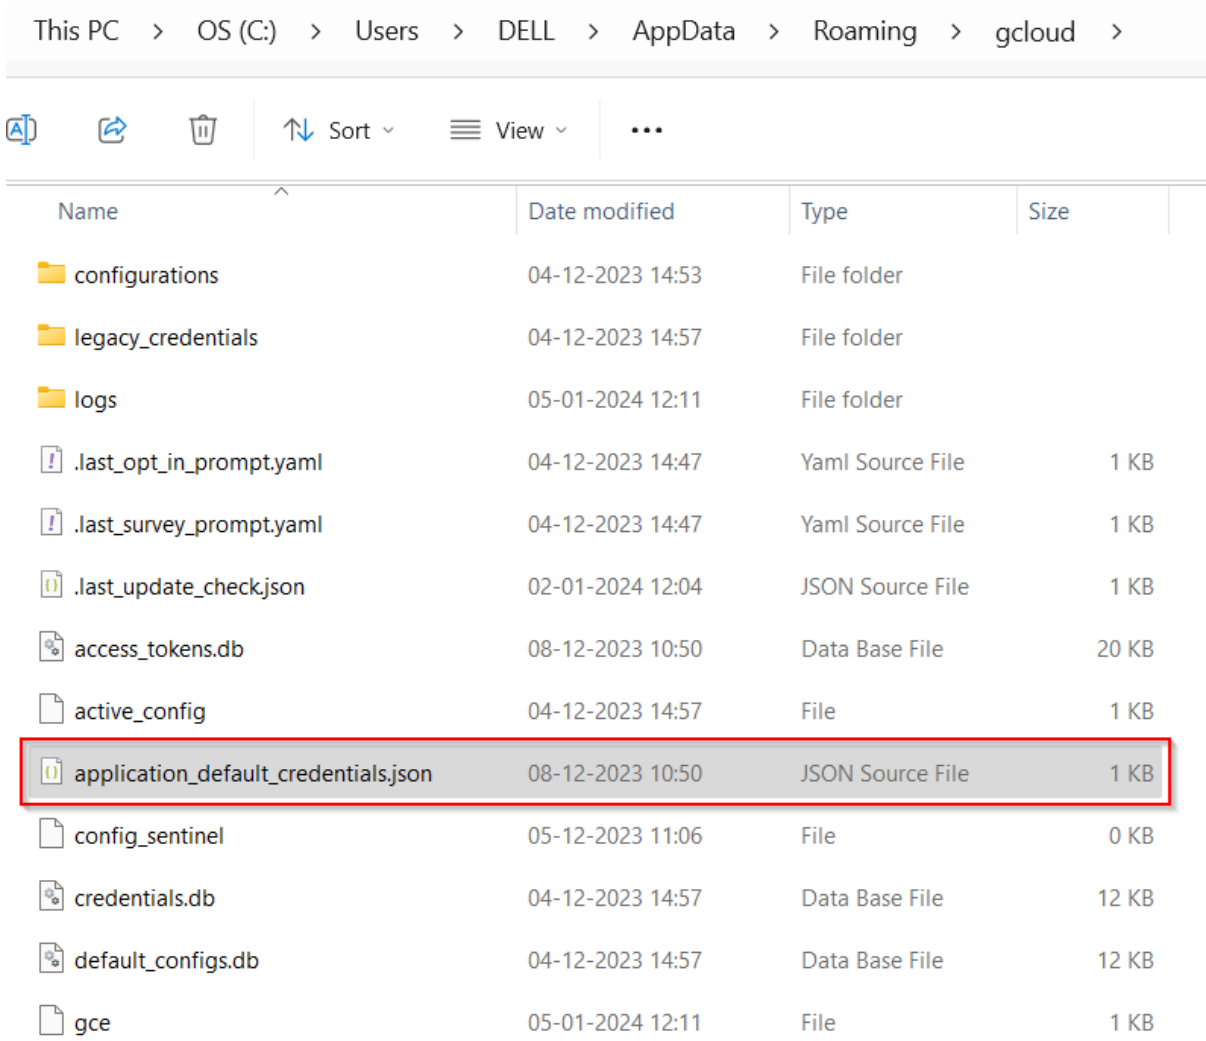 This PC > OS (C:) > Users > DELL > AppData > Roaming > gcloud >
Sort View
Name Date modified Type Size
configurations 04-12-2023 14:53 File folder
legacy_credentials 04-12-2023 14:57 File folder
logs 05-01-2024 12:11 File folder
.last_opt_in_prompt.yaml 04-12-2023 14:47 Yaml Source File 1 KB
.last_survey_prompt.yaml 04-12-2023 14:47 Yaml Source File 1 KB
.last_update_check.json 02-01-2024 12:04 JSON Source File 1 KB
access_tokens.db 08-12-2023 10:50 Data Base File 20 KB
active_config 04-12-2023 14:57 File 1 KB
application_default_credentials.json 08-12-2023 10:50 JSON Source File 1 KB
config_sentinel 05-12-2023 11:06 File 0 KB
credentials.db 04-12-2023 14:57 Data Base File 12 KB
default_configs.db 04-12-2023 14:57 Data Base File 12 KB
gce 05-01-2024 12:11 File 1 KB